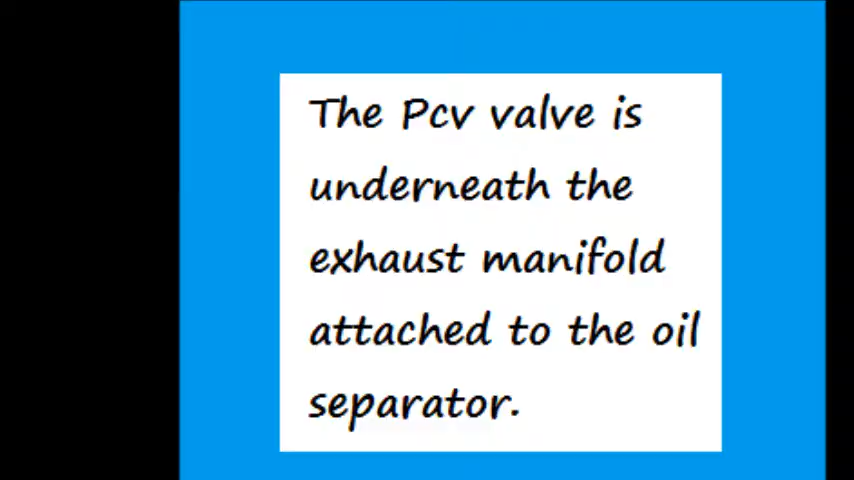 The Pcv valve is
underneath the
exhaust manifold
attached to the oil
separator.